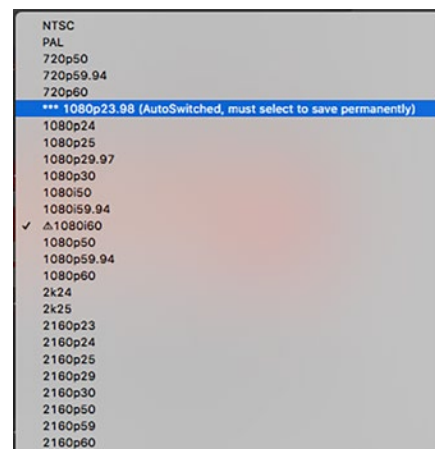 NTSC
PAL
720p50
720p59.94
720p60
*** 1080p23.98 (AutoSwitched, must select to save permanently)
1080p24
1080p25
1080p29.97
1080p30
1080i50
1080i59.94
✓ ⚠1080i60
1080p50
1080p59.94
1080p60
2k24
2k25
2160p23
2160p24
2160p25
2160p29
2160p30
2160p50
2160p59
2160p60